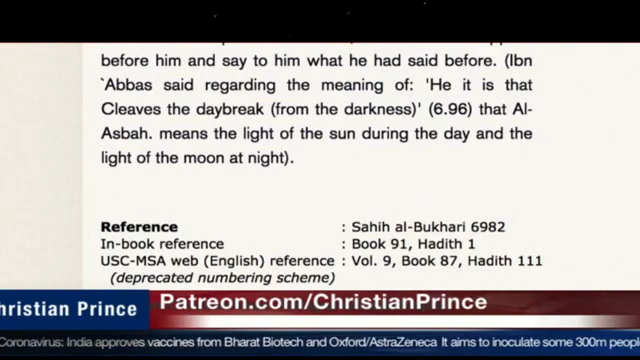 before him and say to him what he had said before. (Ibn
`Abbas said regarding the meaning of: 'He it is that
Cleaves the daybreak (from the darkness)' (6.96) that Al-
Asbah. means the light of the sun during the day and the
light of the moon at night).
Reference : Sahih al-Bukhari 6982
In-book reference : Book 91, Hadith 1
USC-MSA web (English) reference : Vol. 9, Book 87, Hadith 111
(deprecated numbering scheme)
hristian Prince
Patreon.com/ChristianPrince
Coronavirus: India approves vaccines from Bharat Biotech and Oxford/AstraZeneca It aims to inoculate some 300m peopl